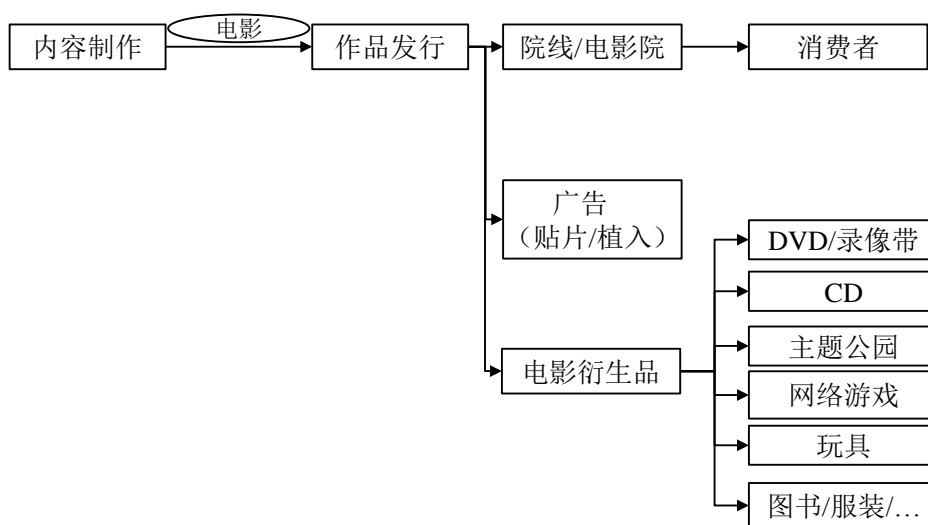 内容制作
电影
作品发行
院线/电影院
消费者
广告
（贴片/植入）
电影衍生品
DVD/录像带
CD
主题公园
网络游戏
玩具
图书/服装/…